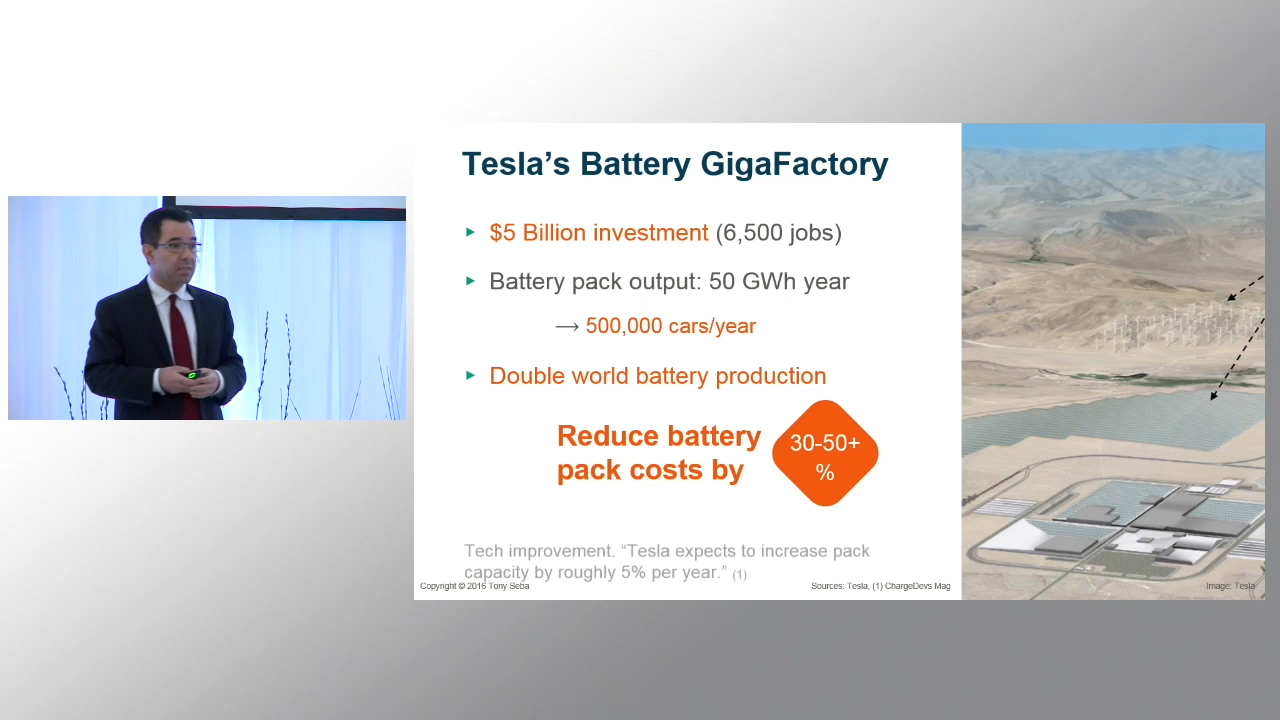 Tesla’s Battery GigaFactory
▸ $5 Billion investment (6,500 jobs)
▸ Battery pack output: 50 GWh year
→ 500,000 cars/year
▸ Double world battery production
Reduce battery
pack costs by
30-50+
%
Tech improvement. “Tesla expects to increase pack
capacity by roughly 5% per year.” (1)
Copyright © 2016 Tony Seba
Sources: Tesla, (1) ChargeDevs Mag
Image: Tesla